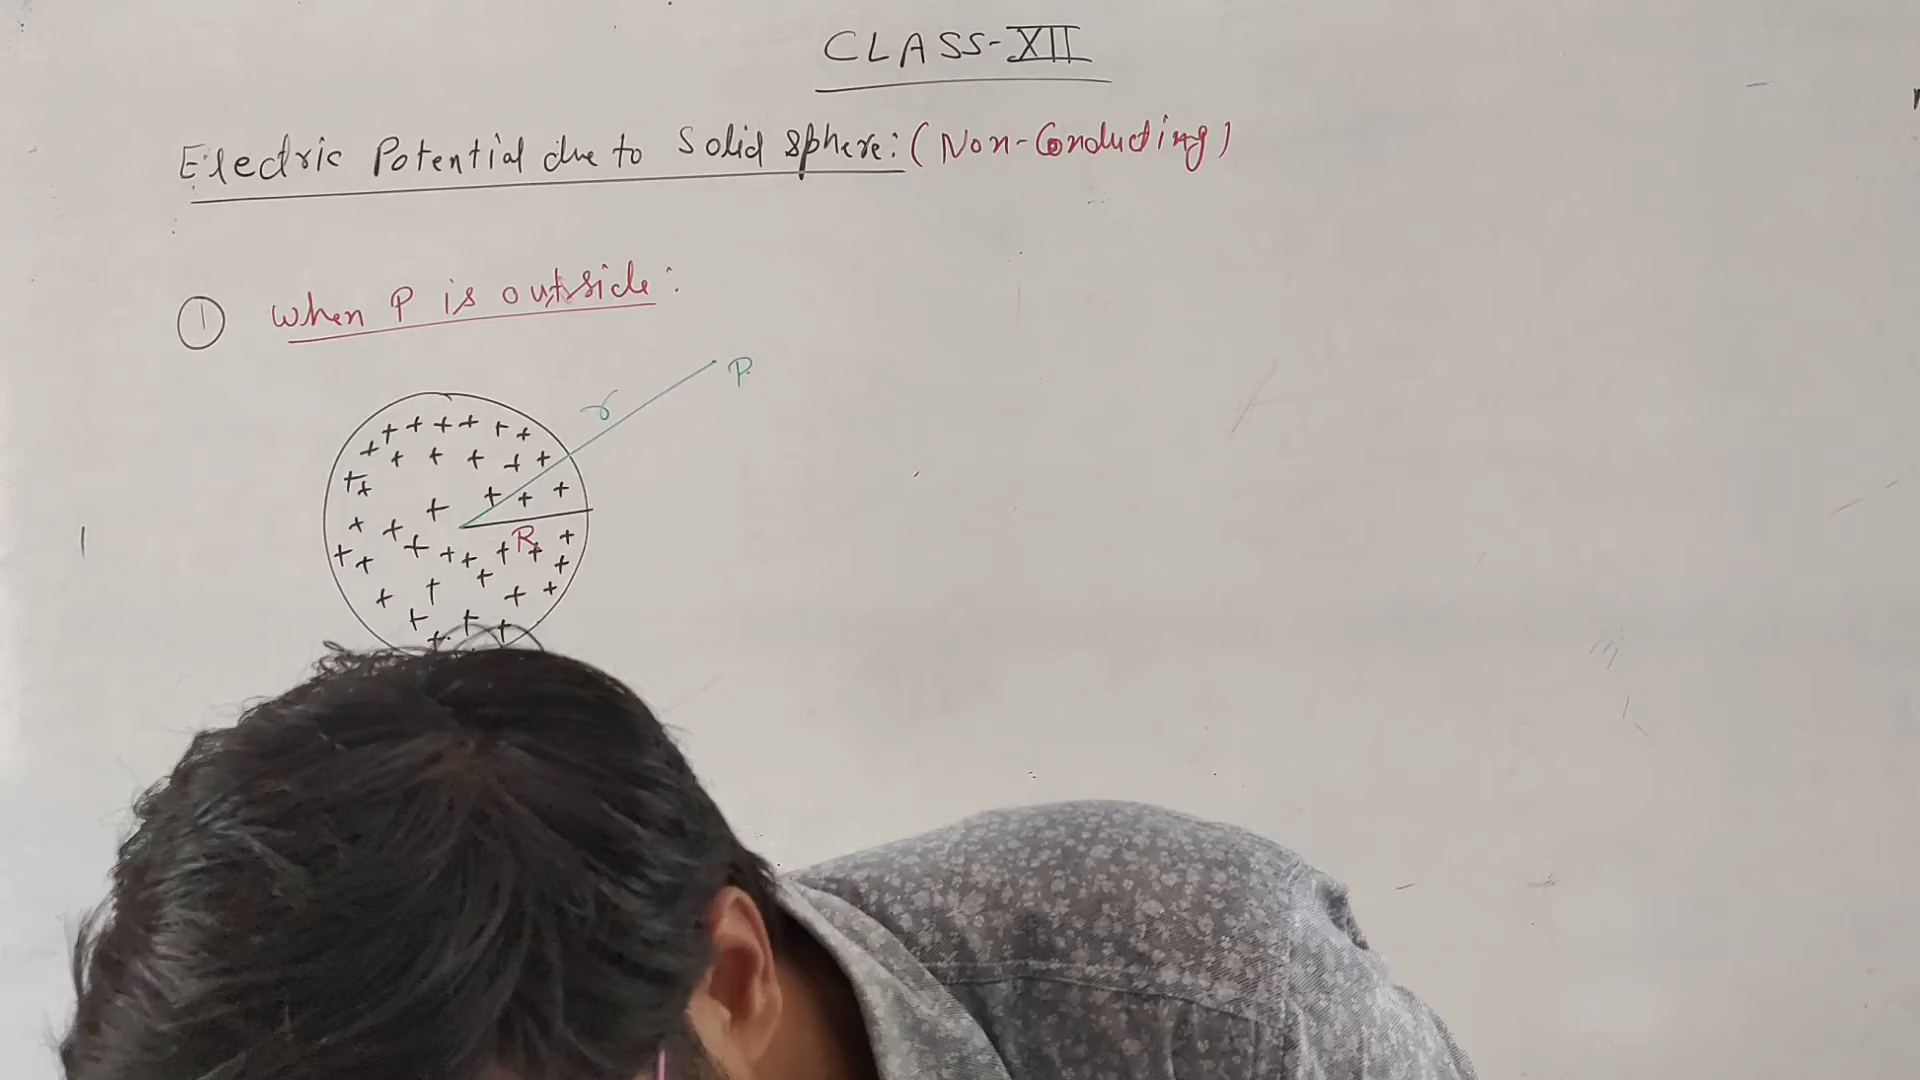 CLASS-XII
Electric Potential due to Solid Sphere: (Non-Conducting)
① When P is outside:
P.
r
R